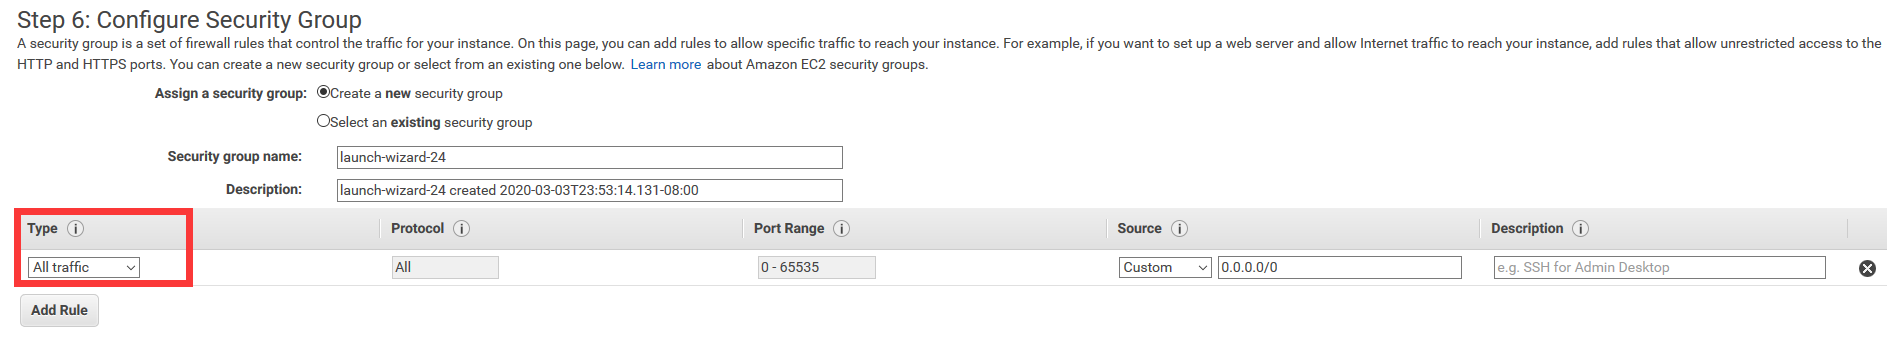 Step 6: Configure Security Group
A security group is a set of firewall rules that control the traffic for your instance. On this page, you can add rules to allow specific traffic to reach your instance. For example, if you want to set up a web server and allow Internet traffic to reach your instance, add rules that allow unrestricted access to the
HTTP and HTTPS ports. You can create a new security group or select from an existing one below. Learn more about Amazon EC2 security groups.
Assign a security group: Create a new security group
Select an existing security group
Security group name: launch-wizard-24
Description: launch-wizard-24 created 2020-03-03T23:53:14.131-08:00
Type i Protocol i Port Range i Source i Description i
All traffic All 0 - 65535 Custom 0.0.0.0/0 e.g. SSH for Admin Desktop
Add Rule